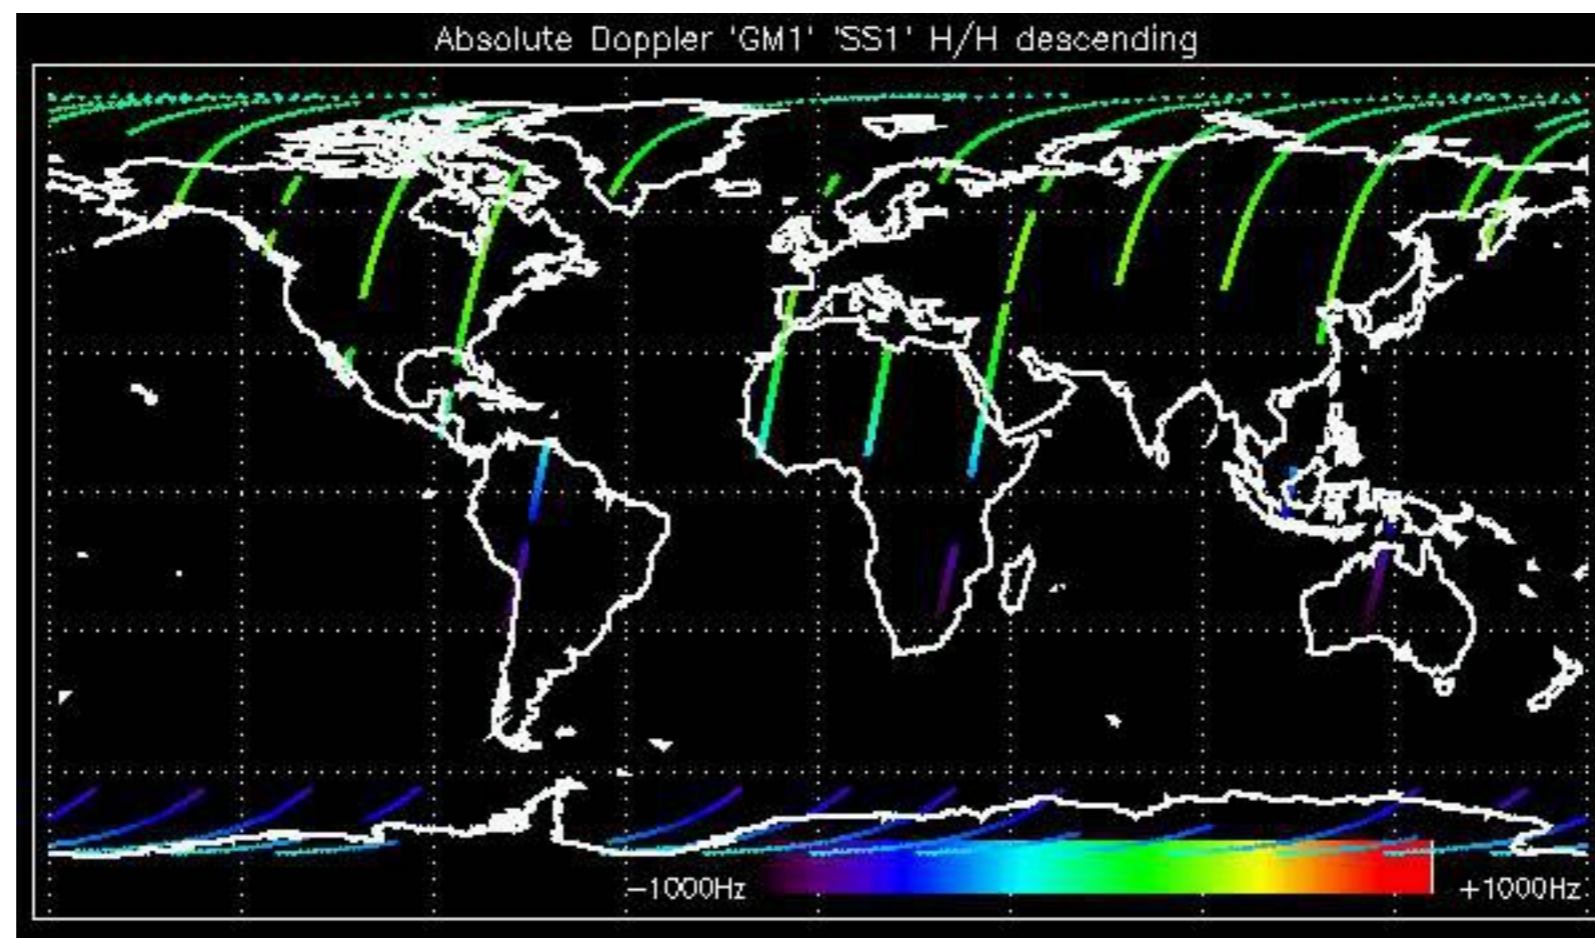 Absolute Doppler 'GM1' 'SS1' H/H descending
-1000Hz
+1000Hz